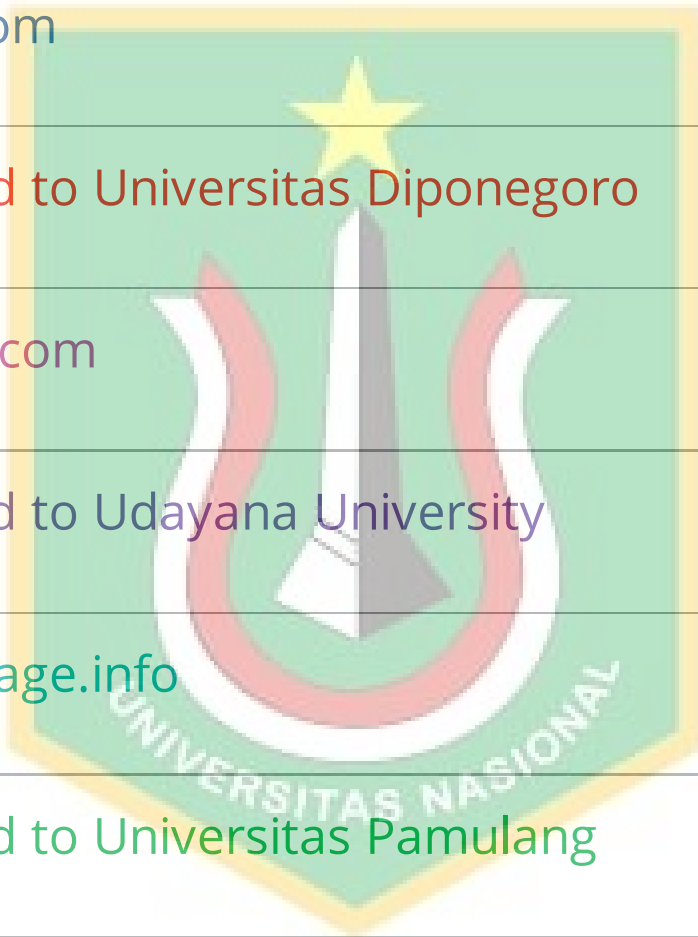 om
d to Universitas Diponegoro
.com
d to Udayana University
age.info
UNIVERSITAS NASIONAL
d to Universitas Pamulang